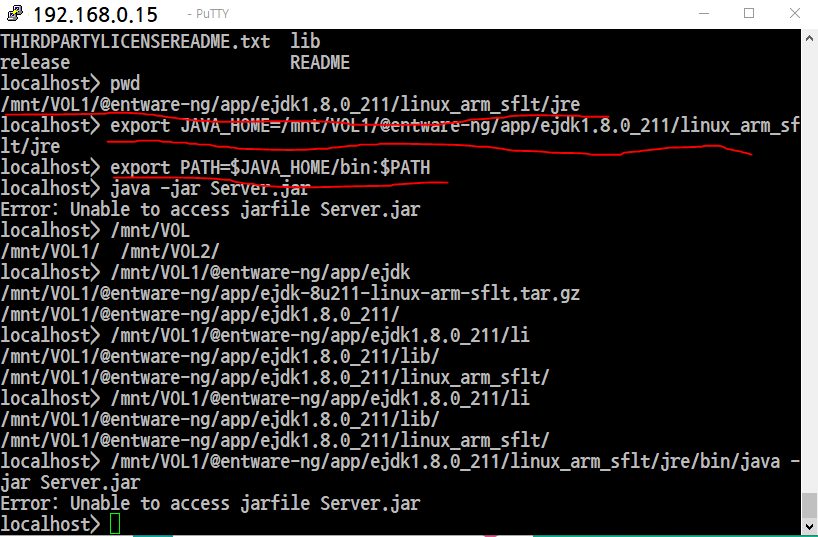 192.168.0.15 - PuTTY
THIRDPARTYLICENSEREADME.txt lib
release README
localhost> pwd
/mnt/VOL1/@entware-ng/app/ejdk1.8.0_211/linux_arm_sflt/jre
localhost> export JAVA_HOME=/mnt/VOL1/@entware-ng/app/ejdk1.8.0_211/linux_arm_sf
lt/jre
localhost> export PATH=$JAVA_HOME/bin:$PATH
localhost> java -jar Server.jar
Error: Unable to access jarfile Server.jar
localhost> /mnt/VOL
/mnt/VOL1/ /mnt/VOL2/
localhost> /mnt/VOL1/@entware-ng/app/ejdk
/mnt/VOL1/@entware-ng/app/ejdk-8u211-linux-arm-sflt.tar.gz
/mnt/VOL1/@entware-ng/app/ejdk1.8.0_211/
localhost> /mnt/VOL1/@entware-ng/app/ejdk1.8.0_211/li
/mnt/VOL1/@entware-ng/app/ejdk1.8.0_211/lib/
/mnt/VOL1/@entware-ng/app/ejdk1.8.0_211/linux_arm_sflt/
localhost> /mnt/VOL1/@entware-ng/app/ejdk1.8.0_211/li
/mnt/VOL1/@entware-ng/app/ejdk1.8.0_211/lib/
/mnt/VOL1/@entware-ng/app/ejdk1.8.0_211/linux_arm_sflt/
localhost> /mnt/VOL1/@entware-ng/app/ejdk1.8.0_211/linux_arm_sflt/jre/bin/java -
jar Server.jar
Error: Unable to access jarfile Server.jar
localhost>